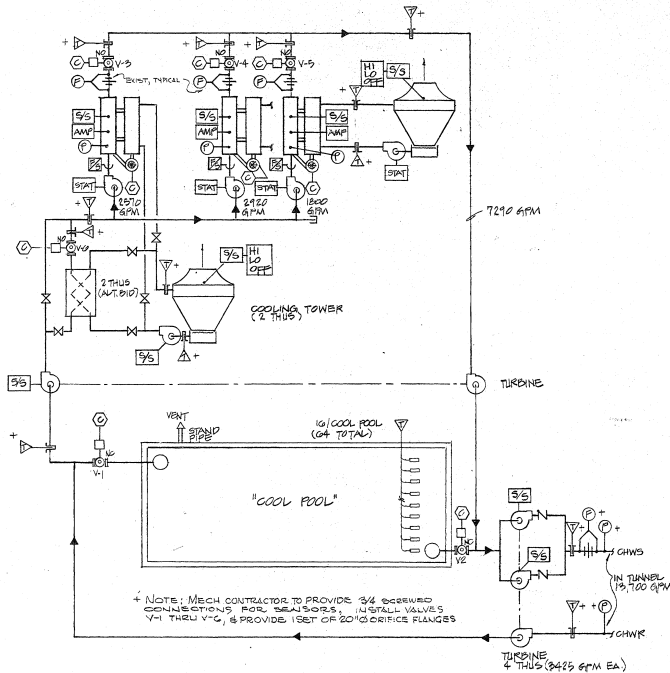 T +
+ T
NO
C
V-3
+ T
NO
C
V-4
+ T
NO
C
V-5
F
EXIST, TYPICAL
F
F
HI
LO
OFF
S/S
T
S/S
AMP
P
S/S
AMP
P
S/S
AMP
P
T +
STAT
P/S
P/S
P/S
STAT
C
STAT
C
STAT
C
2570
GPM
2920
GPM
1800
GPM
7290 GPM
T
T +
C
NO
V-6
S/S
HI
LO
OFF
2 THUS
(ALT. BID)
T +
COOLING TOWER
(2 THUS)
S/S
T +
S/S
TURBINE
+ T
C
NC
V-1
VENT
STAND
PIPE
16/COOL POOL
(64 TOTAL)
T
"COOL POOL"
C
NC
V2
S/S
S/S
T +
F +
P +
CHWS
IN TUNNEL
13,700 GPM
T +
P +
CHWR
+ NOTE: MECH CONTRACTOR TO PROVIDE 3/4 SCREWED
CONNECTIONS FOR SENSORS, INSTALL VALVES
V-1 THRU V-6, & PROVIDE 1 SET OF 20"Ø ORIFICE FLANGES
TURBINE
4 THUS (3425 GPM EA.)